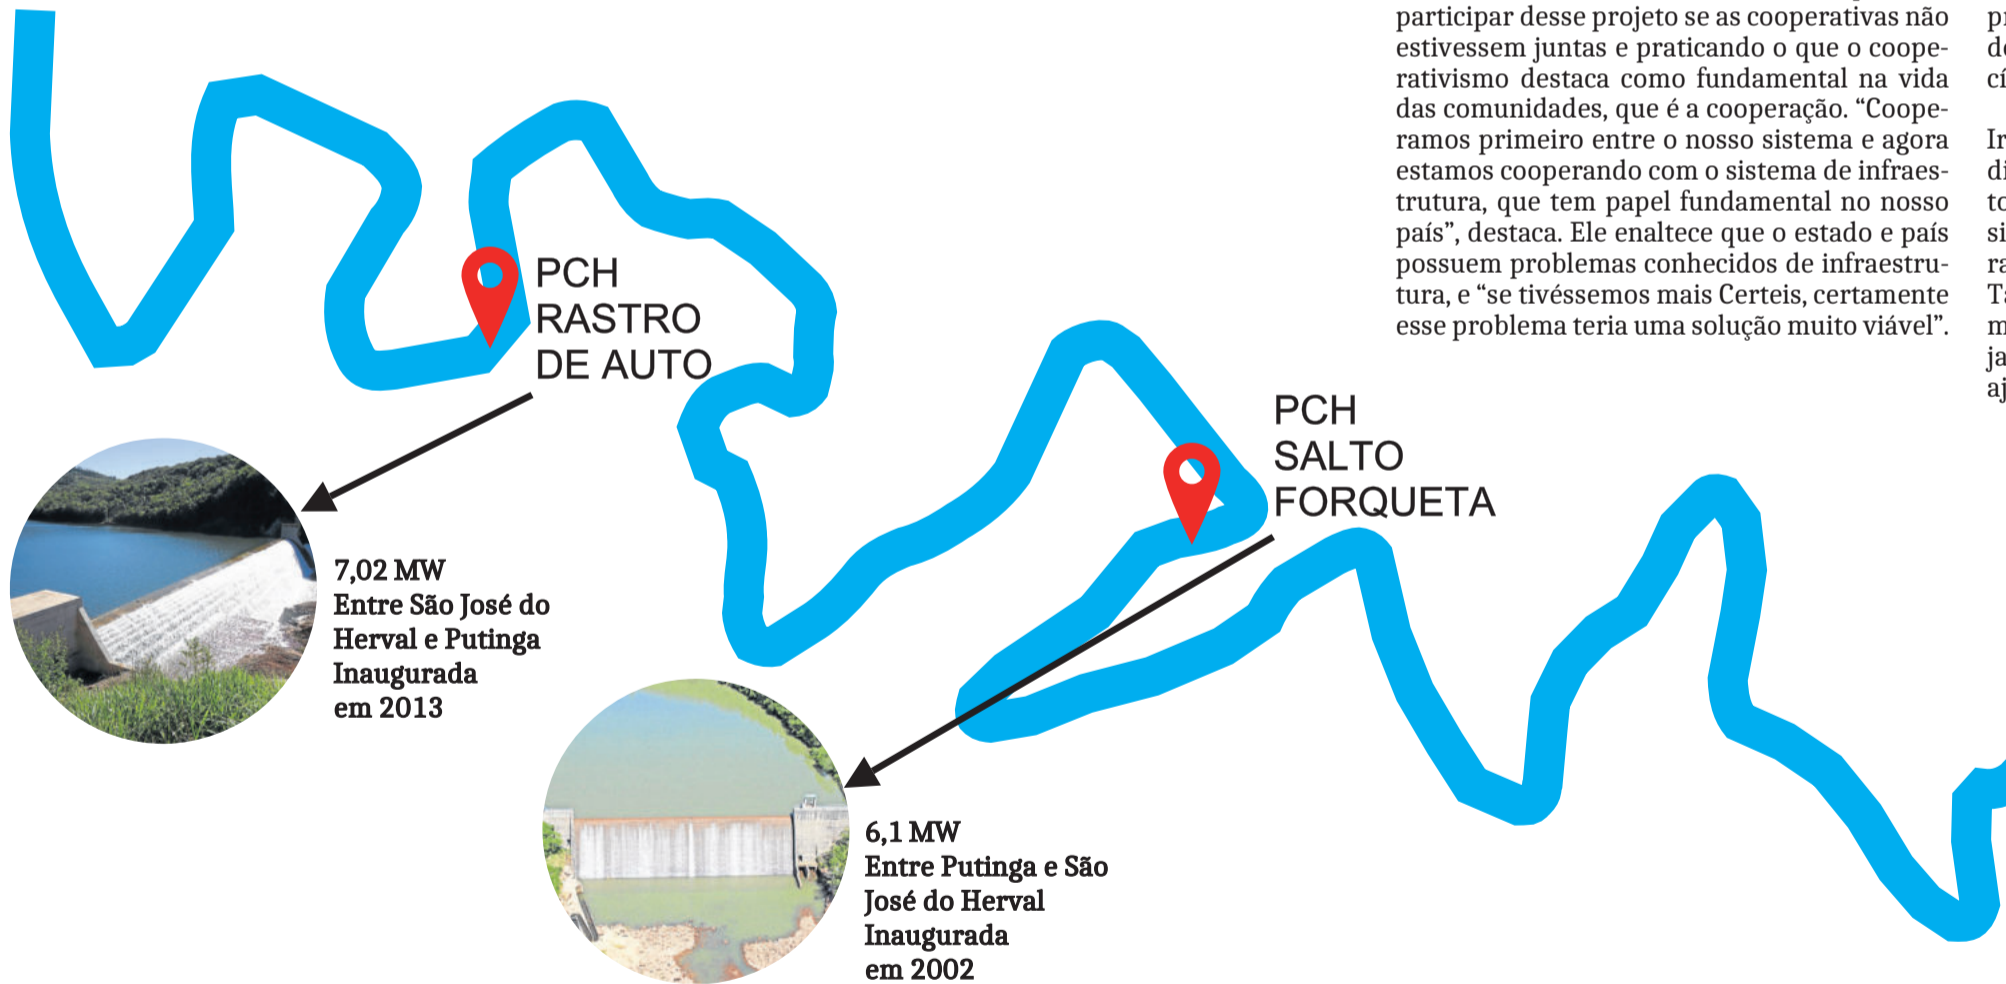 participar desse projeto se as cooperativas não
estivessem juntas e praticando o que o coope-
rativismo destaca como fundamental na vida
das comunidades, que é a cooperação. “Coope-
ramos primeiro entre o nosso sistema e agora
estamos cooperando com o sistema de infraes-
trutura, que tem papel fundamental no nosso
país”, destaca. Ele enaltece que o estado e país
possuem problemas conhecidos de infraestru-
tura, e “se tivéssemos mais Certeis, certamente
esse problema teria uma solução muito viável”.
PCH
RASTRO
DE AUTO
7,02 MW
Entre São José do
Herval e Putinga
Inaugurada
em 2013
PCH
SALTO
FORQUETA
6,1 MW
Entre Putinga e São
José do Herval
Inaugurada
em 2002